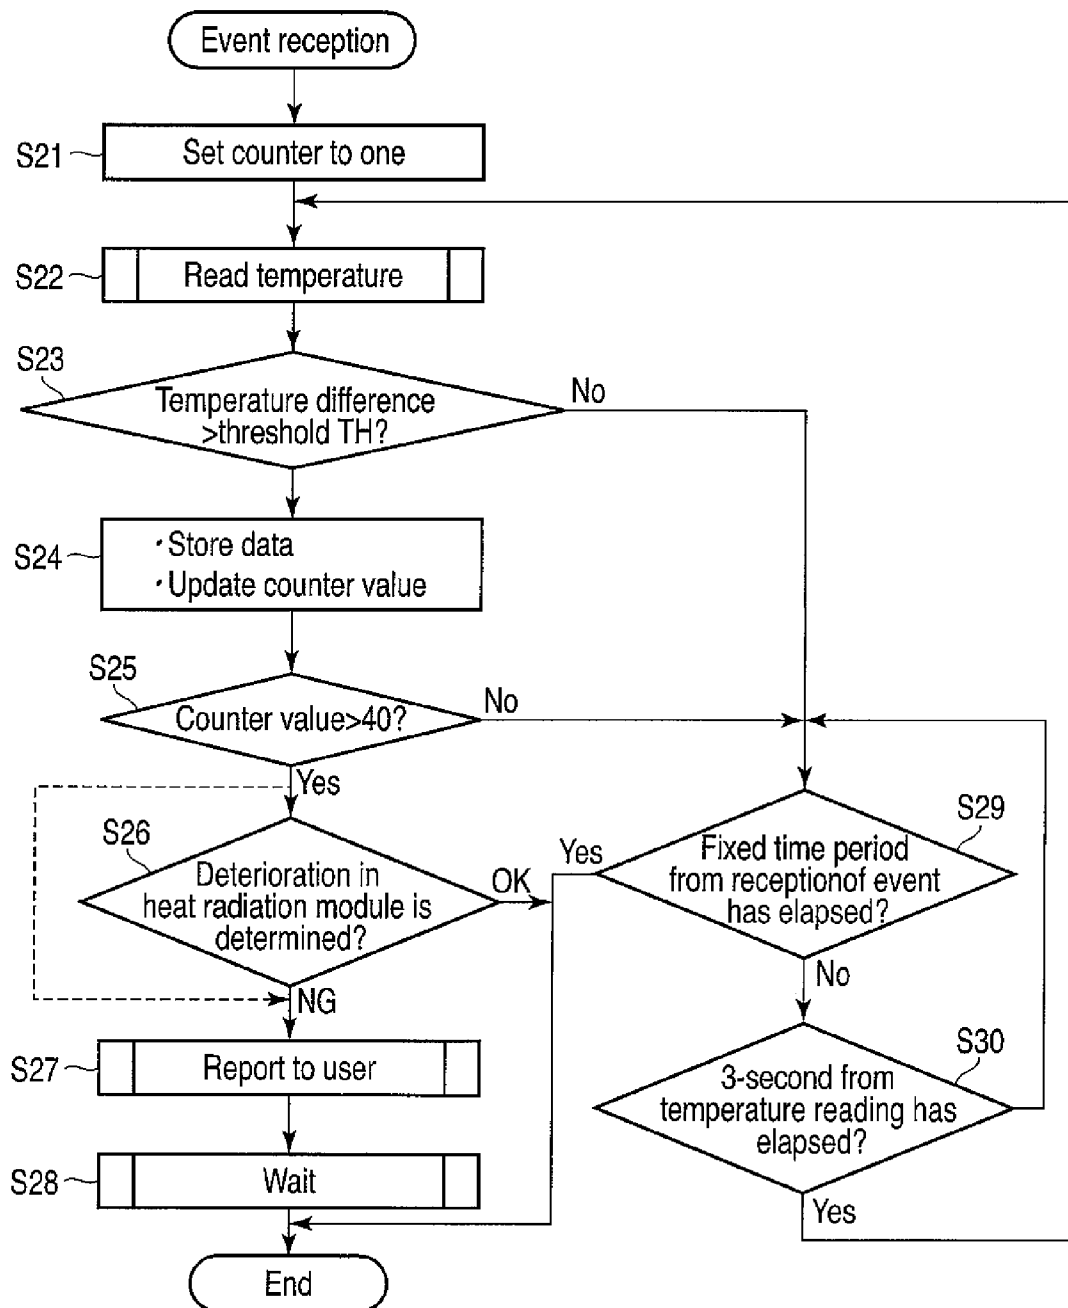 Event reception
S21
Set counter to one
S22
Read temperature
S23
Temperature difference
>threshold TH?
No
S24
・Store data
・Update counter value
S25
Counter value>40?
No
Yes
S26
Deterioration in
heat radiation module is
determined?
OK
NG
S27
Report to user
S28
Wait
End
S29
Fixed time period
from receptionof event
has elapsed?
Yes
No
S30
3-second from
temperature reading has
elapsed?
Yes